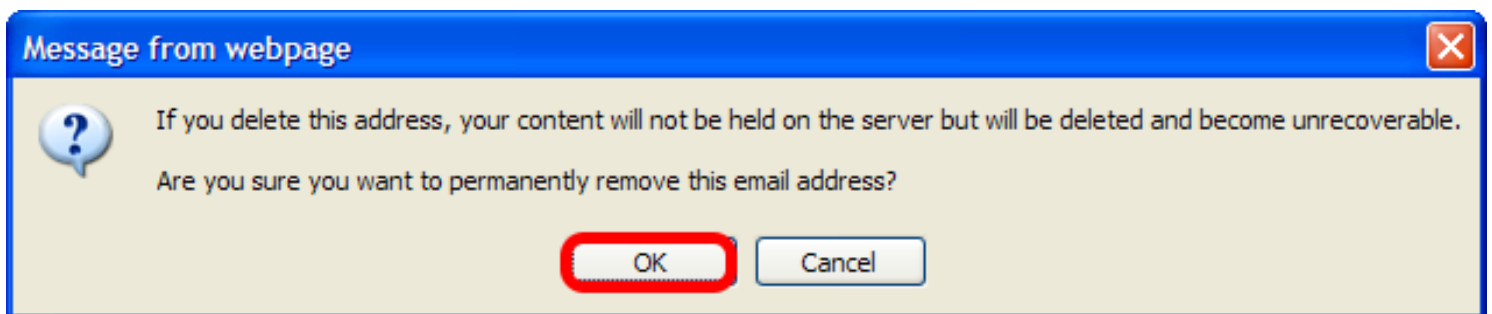 Message from webpage
If you delete this address, your content will not be held on the server but will be deleted and become unrecoverable.
Are you sure you want to permanently remove this email address?
OK
Cancel